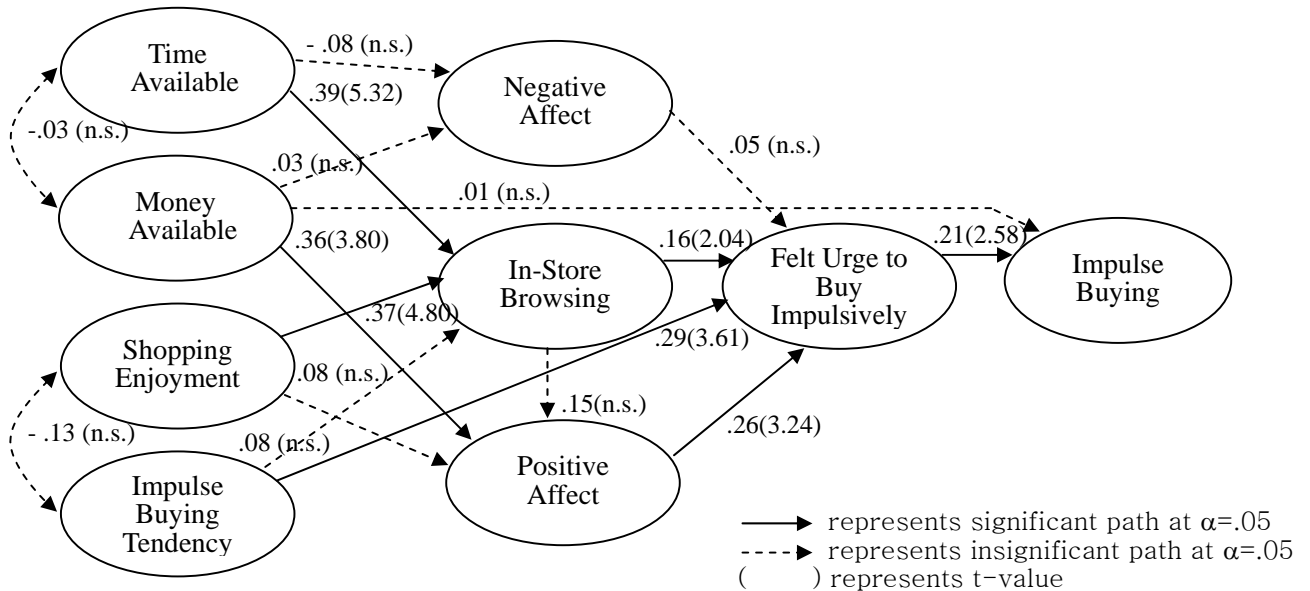 Time
Available
- .08 (n.s.)
.39(5.32)
Negative
Affect
-.03 (n.s.)
.03 (n.s.)
.05 (n.s.)
Money
Available
.01 (n.s.)
.36(3.80)
In-Store
Browsing
.16(2.04)
Felt Urge to
Buy
Impulsively
.21(2.58)
Impulse
Buying
.37(4.80)
.29(3.61)
Shopping
Enjoyment
.08 (n.s.)
.15(n.s.)
- .13 (n.s.)
.08 (n.s.)
.26(3.24)
Impulse
Buying
Tendency
Positive
Affect
represents significant path at α=.05
represents insignificant path at α=.05
( ) represents t-value